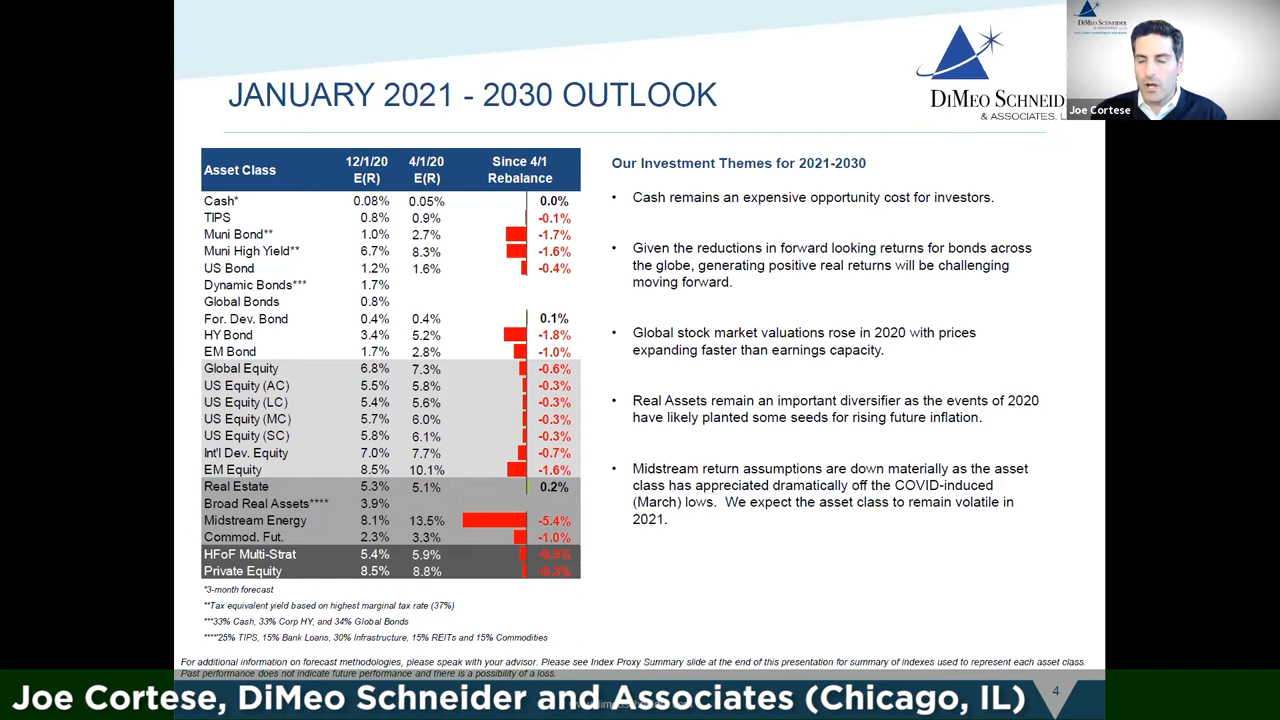 JANUARY 2021 - 2030 OUTLOOK
DIMEO SCHNEID
& ASSOCIATES, L
DIMEO SCHNEIDER
& ASSOCIATES, LLC
Joe Cortese
Asset Class 12/1/20 E(R) 4/1/20 E(R) Since 4/1 Rebalance
Cash* 0.08% 0.05% 0.0%
TIPS 0.8% 0.9% -0.1%
Muni Bond** 1.0% 2.7% -1.7%
Muni High Yield** 6.7% 8.3% -1.6%
US Bond 1.2% 1.6% -0.4%
Dynamic Bonds*** 1.7%
Global Bonds 0.8%
For. Dev. Bond 0.4% 0.4% 0.1%
HY Bond 3.4% 5.2% -1.8%
EM Bond 1.7% 2.8% -1.0%
Global Equity 6.8% 7.3% -0.6%
US Equity (AC) 5.5% 5.8% -0.3%
US Equity (LC) 5.4% 5.6% -0.3%
US Equity (MC) 5.7% 6.0% -0.3%
US Equity (SC) 5.8% 6.1% -0.3%
Int'l Dev. Equity 7.0% 7.7% -0.7%
EM Equity 8.5% 10.1% -1.6%
Real Estate 5.3% 5.1% 0.2%
Broad Real Assets**** 3.9%
Midstream Energy 8.1% 13.5% -5.4%
Commod. Fut. 2.3% 3.3% -1.0%
HFoF Multi-Strat 5.4% 5.9% -0.5%
Private Equity 8.5% 8.8% -0.3%
*3-month forecast
**Tax equivalent yield based on highest marginal tax rate (37%)
***33% Cash, 33% Corp HY, and 34% Global Bonds
****25% TIPS, 15% Bank Loans, 30% Infrastructure, 15% REITs and 15% Commodities
Our Investment Themes for 2021-2030
• Cash remains an expensive opportunity cost for investors.
• Given the reductions in forward looking returns for bonds across
the globe, generating positive real returns will be challenging
moving forward.
• Global stock market valuations rose in 2020 with prices
expanding faster than earnings capacity.
• Real Assets remain an important diversifier as the events of 2020
have likely planted some seeds for rising future inflation.
• Midstream return assumptions are down materially as the asset
class has appreciated dramatically off the COVID-induced
(March) lows. We expect the asset class to remain volatile in
2021.
For additional information on forecast methodologies, please speak with your advisor. Please see Index Proxy Summary slide at the end of this presentation for summary of indexes used to represent each asset class.
Past performance does not indicate future performance and there is a possibility of a loss.
4
Joe Cortese, DiMeo Schneider and Associates (Chicago, IL)